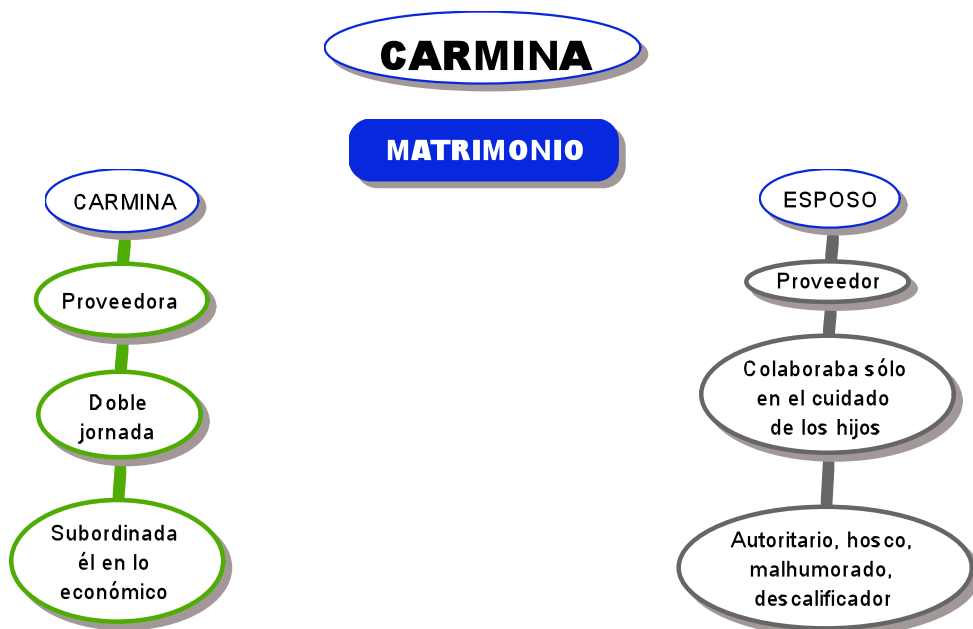 CARMINA
MATRIMONIO
CARMINA
Proveedora
Doble
jornada
Subordinada
él en lo
económico
ESPOSO
Proveedor
Colaboraba sólo
en el cuidado
de los hijos
Autoritario, hosco,
malhumorado,
descalificador